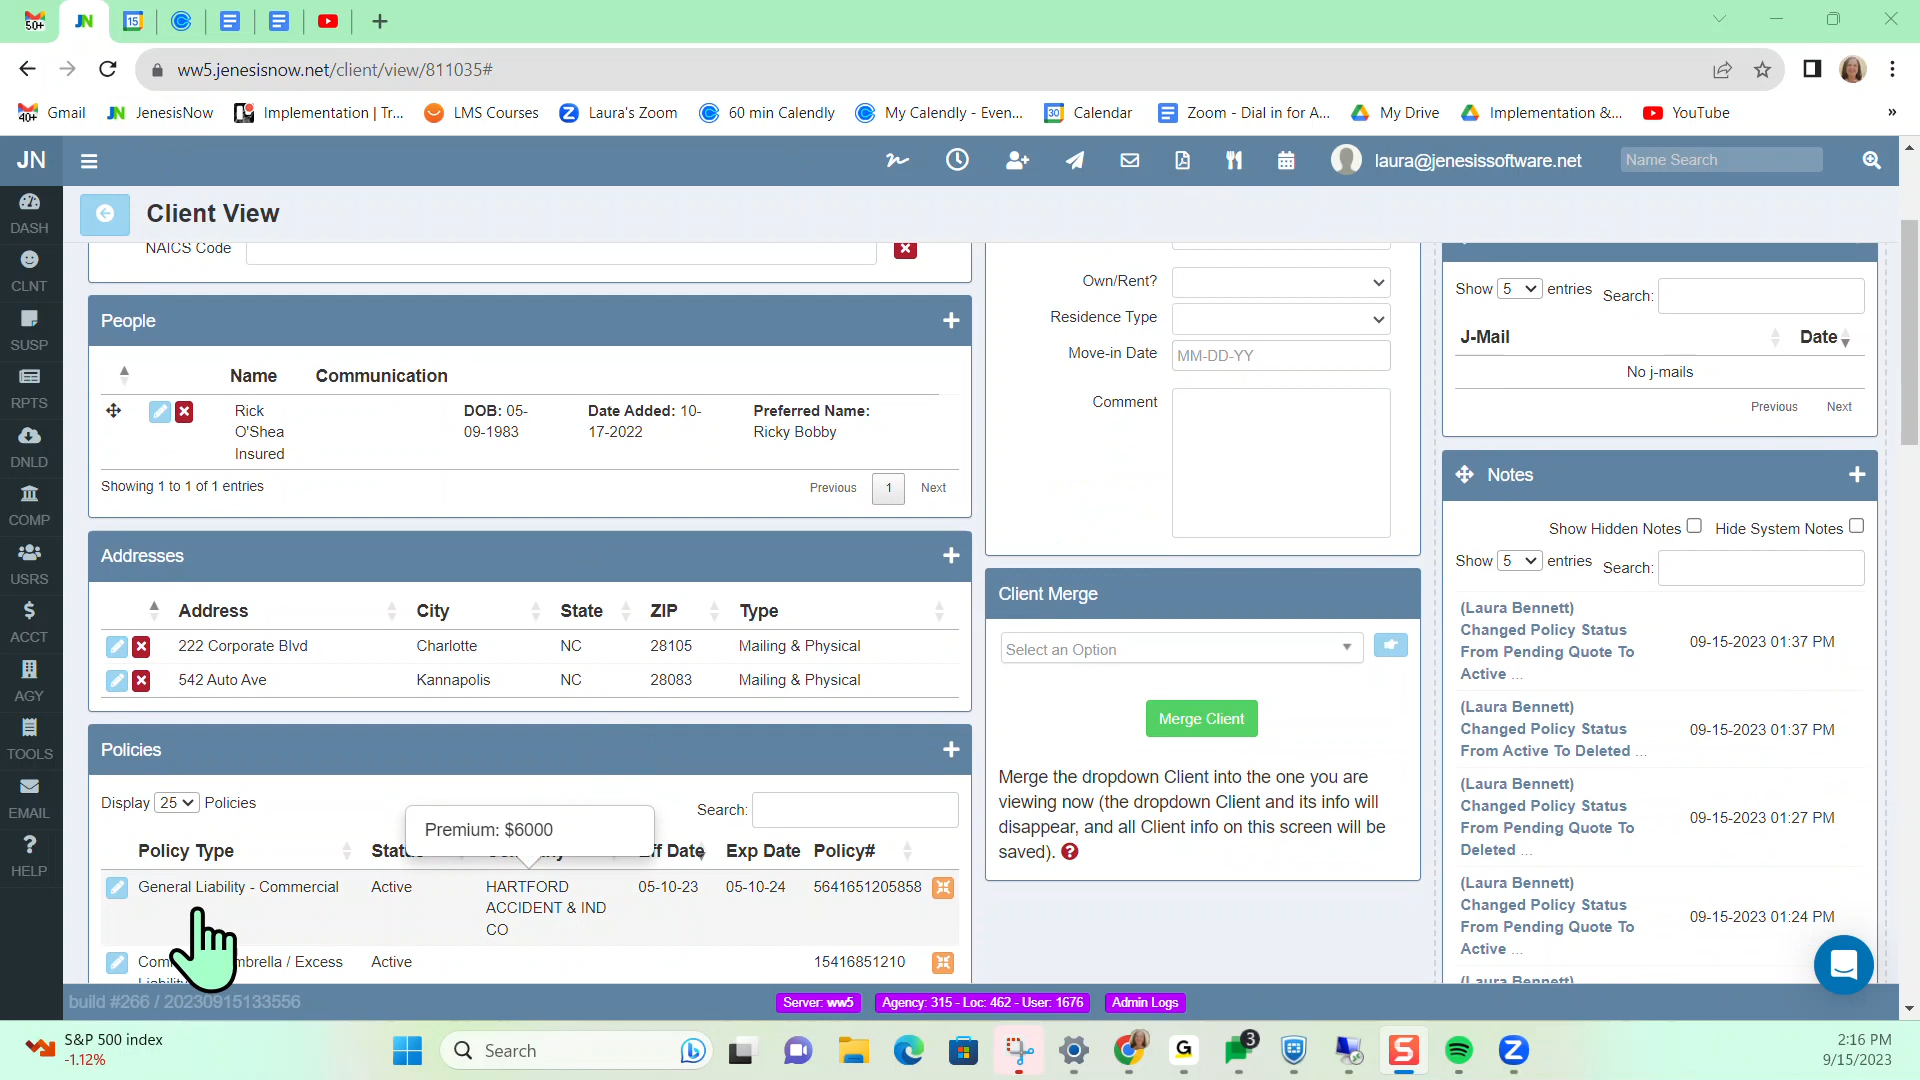 50+
JN
15
ww5.jenesisnow.net/client/view/811035#
40+ Gmail
JN JenesisNow
Implementation | Tr...
LMS Courses
Laura's Zoom
60 min Calendly
My Calendly - Even...
30 Calendar
Zoom - Dial in for A...
My Drive
Implementation &...
YouTube
»
JN
laura@jenesissoftware.net
Name Search
Client View
DASH
CLNT
SUSP
RPTS
DNLD
COMP
USRS
ACCT
AGY
TOOLS
EMAIL
HELP
NAICS Code
People
Name Communication
Rick O'Shea Insured
DOB: 05-09-1983
Date Added: 10-17-2022
Preferred Name: Ricky Bobby
Showing 1 to 1 of 1 entries
Previous 1 Next
Addresses
Address City State ZIP Type
222 Corporate Blvd Charlotte NC 28105 Mailing & Physical
542 Auto Ave Kannapolis NC 28083 Mailing & Physical
Policies
Display 25 Policies
Search:
Premium: $6000
Policy Type Exp Date Policy#
General Liability - Commercial Active HARTFORD ACCIDENT & IND CO 05-10-23 05-10-24 5641651205858
/ Excess Active 15416851210
Own/Rent?
Residence Type
Move-in Date MM-DD-YY
Comment
Client Merge
Select an Option
Merge Client
Merge the dropdown Client into the one you are
viewing now (the dropdown Client and its info will
disappear, and all Client info on this screen will be
saved). ?
Show 5 entries Search:
J-Mail Date
No j-mails
Previous Next
Notes
Show Hidden Notes Hide System Notes
Show 5 entries Search:
(Laura Bennett)
Changed Policy Status
From Pending Quote To
Active ...
09-15-2023 01:37 PM
(Laura Bennett)
Changed Policy Status
From Active To Deleted ...
09-15-2023 01:37 PM
(Laura Bennett)
Changed Policy Status
From Pending Quote To
Deleted ...
09-15-2023 01:27 PM
(Laura Bennett)
Changed Policy Status
From Pending Quote To
Active ...
09-15-2023 01:24 PM
build #266 / 20230915133556
Server: ww5
Agency: 315 - Loc: 462 - User: 1676
Admin Logs
S&P 500 index
-1.12%
Search
3
2:16 PM
9/15/2023